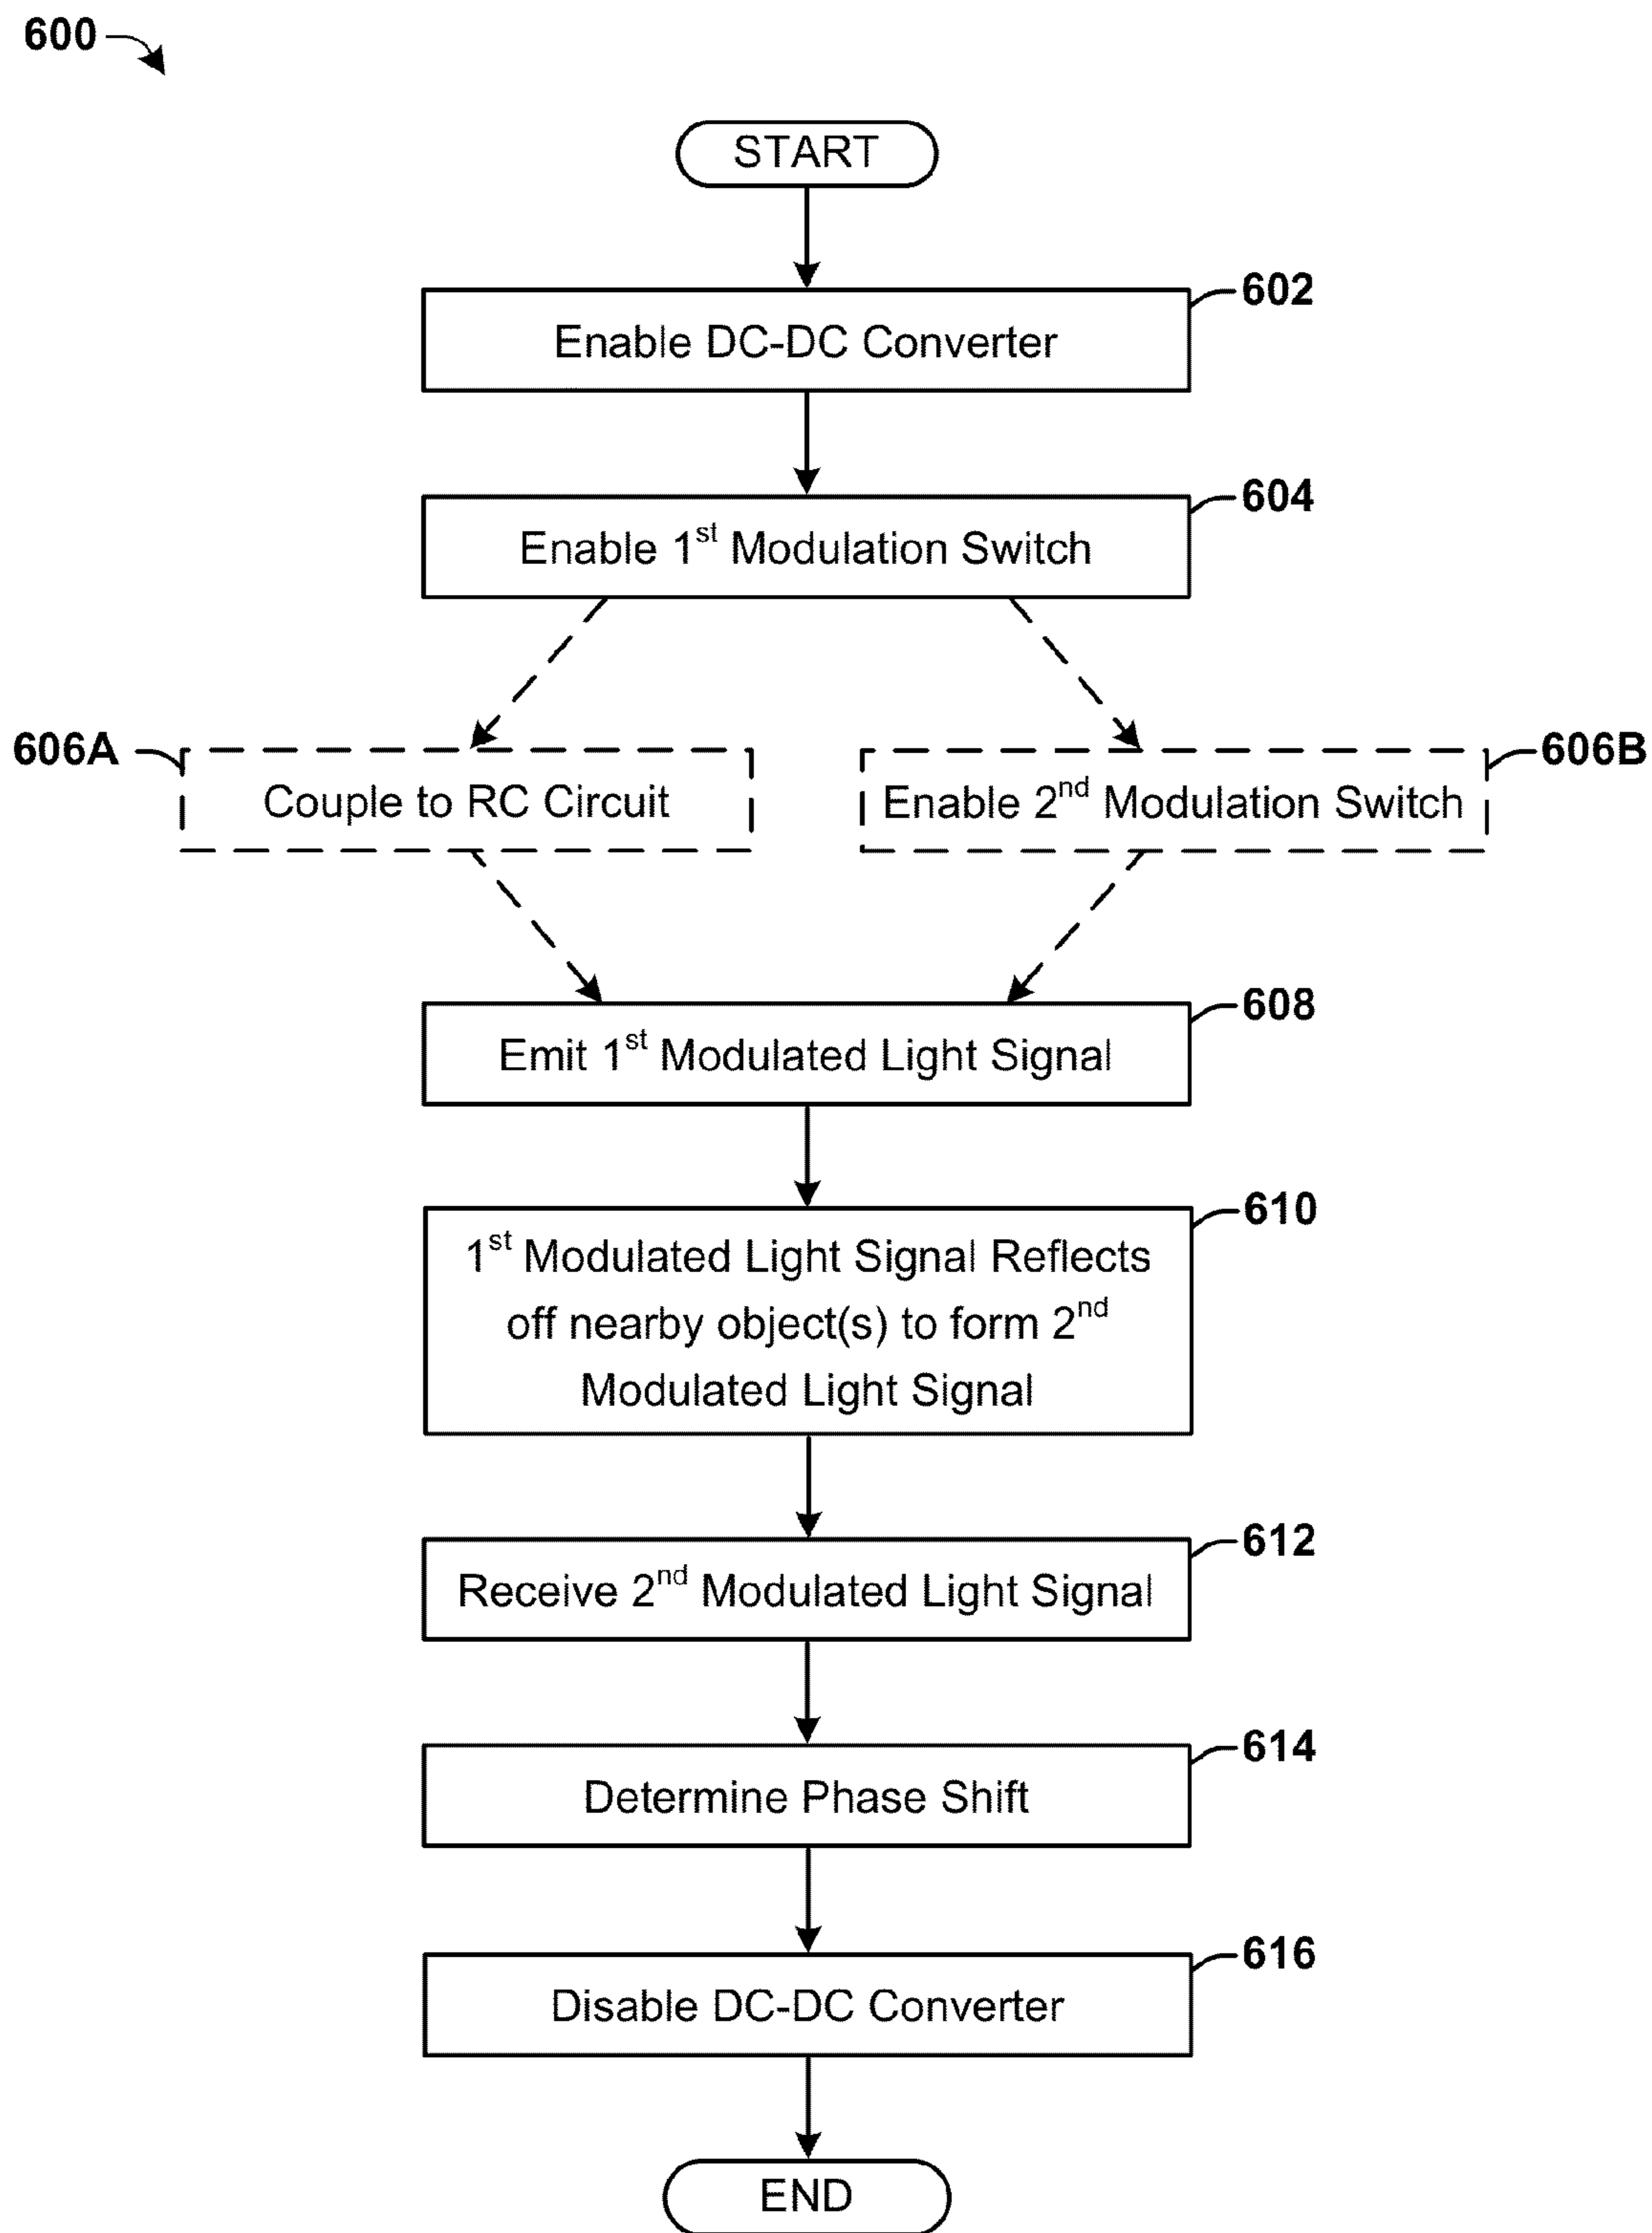 600
START
602
Enable DC-DC Converter
604
Enable 1st Modulation Switch
606A
Couple to RC Circuit
606B
Enable 2nd Modulation Switch
608
Emit 1st Modulated Light Signal
610
1st Modulated Light Signal Reflects
off nearby object(s) to form 2nd
Modulated Light Signal
612
Receive 2nd Modulated Light Signal
614
Determine Phase Shift
616
Disable DC-DC Converter
END